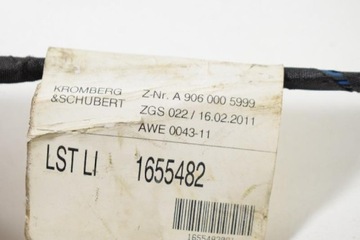 KROMBERG
&SCHUBERT
Z-Nr. A 906 000 5999
ZGS 022 / 16.02.2011
AWE 0043-11
LST LI 1655482